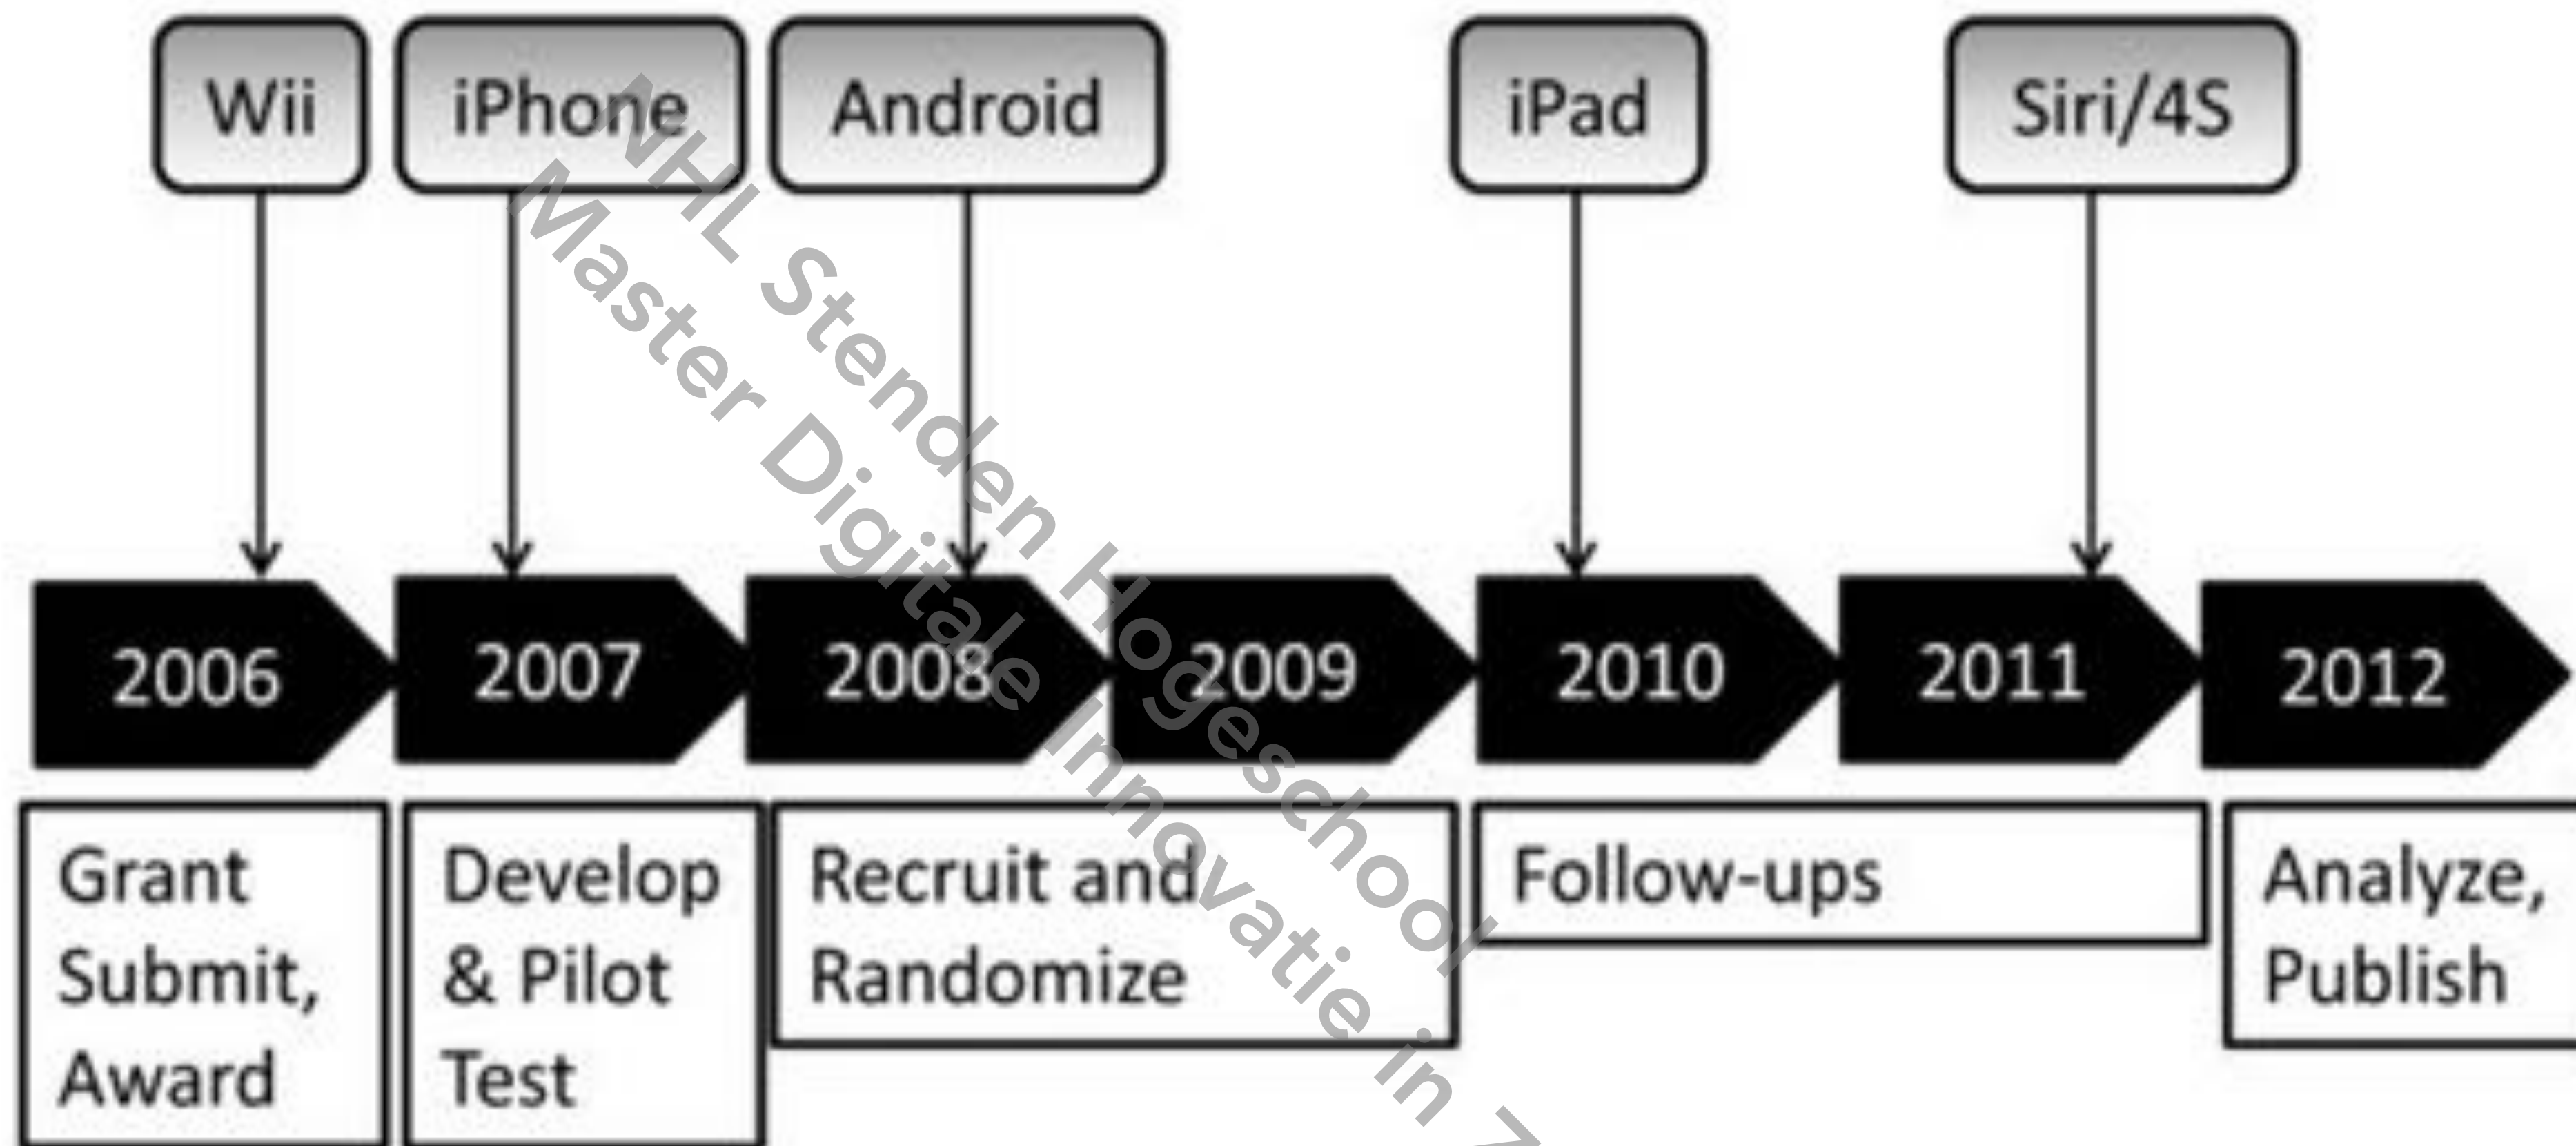 Wii
iPhone
Android
iPad
Siri/4S
2006
2007
2008
2009
2010
2011
2012
Grant
Submit,
Award
Develop
& Pilot
Test
Recruit and
Randomize
Follow-ups
Analyze,
Publish
NHL Stenden Hogeschool
Master Digitale Innovatie in